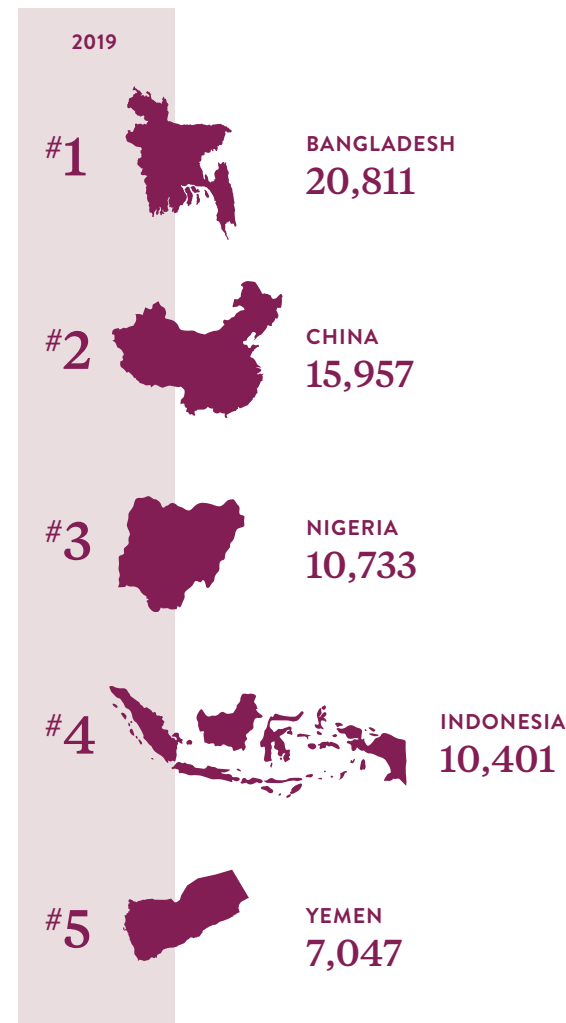 2019
#1
BANGLADESH
20,811
#2
CHINA
15,957
#3
NIGERIA
10,733
#4
INDONESIA
10,401
#5
YEMEN
7,047